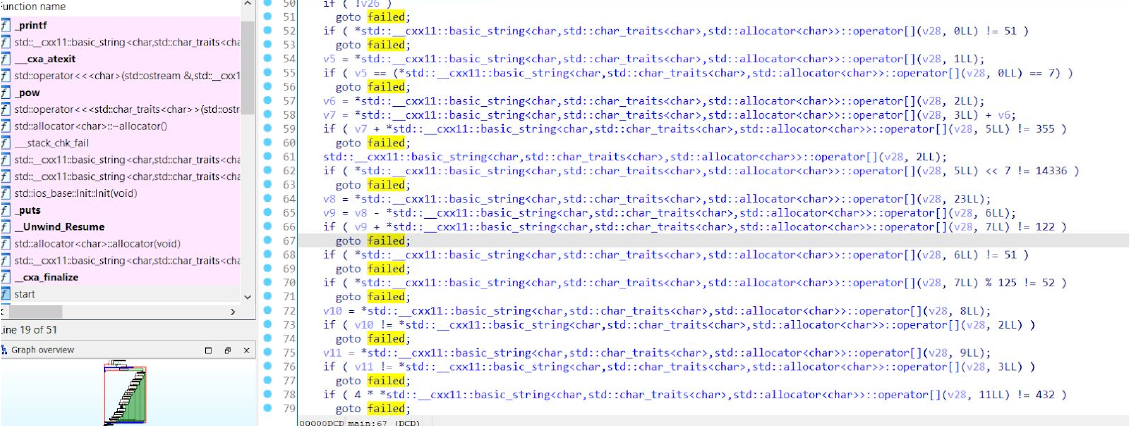 Function name
_printf
std::__cxx11::basic_string<char,std::char_traits<cha
__cxa_atexit
std::operator<<<char>(std::ostream &,std::__cxx1
_pow
std::operator<<<std::char_traits<char>>(std::ostr
std::allocator<char>::~allocator()
___stack_chk_fail
std::__cxx11::basic_string<char,std::char_traits<cha
std::__cxx11::basic_string<char,std::char_traits<cha
std::ios_base::Init::Init(void)
_puts
__Unwind_Resume
std::allocator<char>::allocator(void)
std::__cxx11::basic_string<char,std::char_traits<cha
__cxa_finalize
start
Line 19 of 51
Graph overview
50 if ( !v26 )
51 goto failed;
52 if ( *std::__cxx11::basic_string<char,std::char_traits<char>,std::allocator<char>>::operator[](v28, 0LL) != 51 )
53 goto failed;
54 v5 = *std::__cxx11::basic_string<char,std::char_traits<char>,std::allocator<char>>::operator[](v28, 1LL);
55 if ( v5 == (*std::__cxx11::basic_string<char,std::char_traits<char>,std::allocator<char>>::operator[](v28, 0LL) == 7) )
56 goto failed;
57 v6 = *std::__cxx11::basic_string<char,std::char_traits<char>,std::allocator<char>>::operator[](v28, 2LL);
58 v7 = *std::__cxx11::basic_string<char,std::char_traits<char>,std::allocator<char>>::operator[](v28, 3LL) + v6;
59 if ( v7 + *std::__cxx11::basic_string<char,std::char_traits<char>,std::allocator<char>>::operator[](v28, 5LL) != 355 )
60 goto failed;
61 std::__cxx11::basic_string<char,std::char_traits<char>,std::allocator<char>>::operator[](v28, 2LL);
62 if ( *std::__cxx11::basic_string<char,std::char_traits<char>,std::allocator<char>>::operator[](v28, 5LL) << 7 != 14336 )
63 goto failed;
64 v8 = *std::__cxx11::basic_string<char,std::char_traits<char>,std::allocator<char>>::operator[](v28, 23LL);
65 v9 = v8 - *std::__cxx11::basic_string<char,std::char_traits<char>,std::allocator<char>>::operator[](v28, 6LL);
66 if ( v9 + *std::__cxx11::basic_string<char,std::char_traits<char>,std::allocator<char>>::operator[](v28, 7LL) != 122 )
67 goto failed;
68 if ( *std::__cxx11::basic_string<char,std::char_traits<char>,std::allocator<char>>::operator[](v28, 6LL) != 51 )
69 goto failed;
70 if ( *std::__cxx11::basic_string<char,std::char_traits<char>,std::allocator<char>>::operator[](v28, 7LL) % 125 != 52 )
71 goto failed;
72 v10 = *std::__cxx11::basic_string<char,std::char_traits<char>,std::allocator<char>>::operator[](v28, 8LL);
73 if ( v10 != *std::__cxx11::basic_string<char,std::char_traits<char>,std::allocator<char>>::operator[](v28, 2LL) )
74 goto failed;
75 v11 = *std::__cxx11::basic_string<char,std::char_traits<char>,std::allocator<char>>::operator[](v28, 9LL);
76 if ( v11 != *std::__cxx11::basic_string<char,std::char_traits<char>,std::allocator<char>>::operator[](v28, 3LL) )
77 goto failed;
78 if ( 4 * *std::__cxx11::basic_string<char,std::char_traits<char>,std::allocator<char>>::operator[](v28, 11LL) != 432 )
79 goto failed;
00000DCD main:67 (DCD)